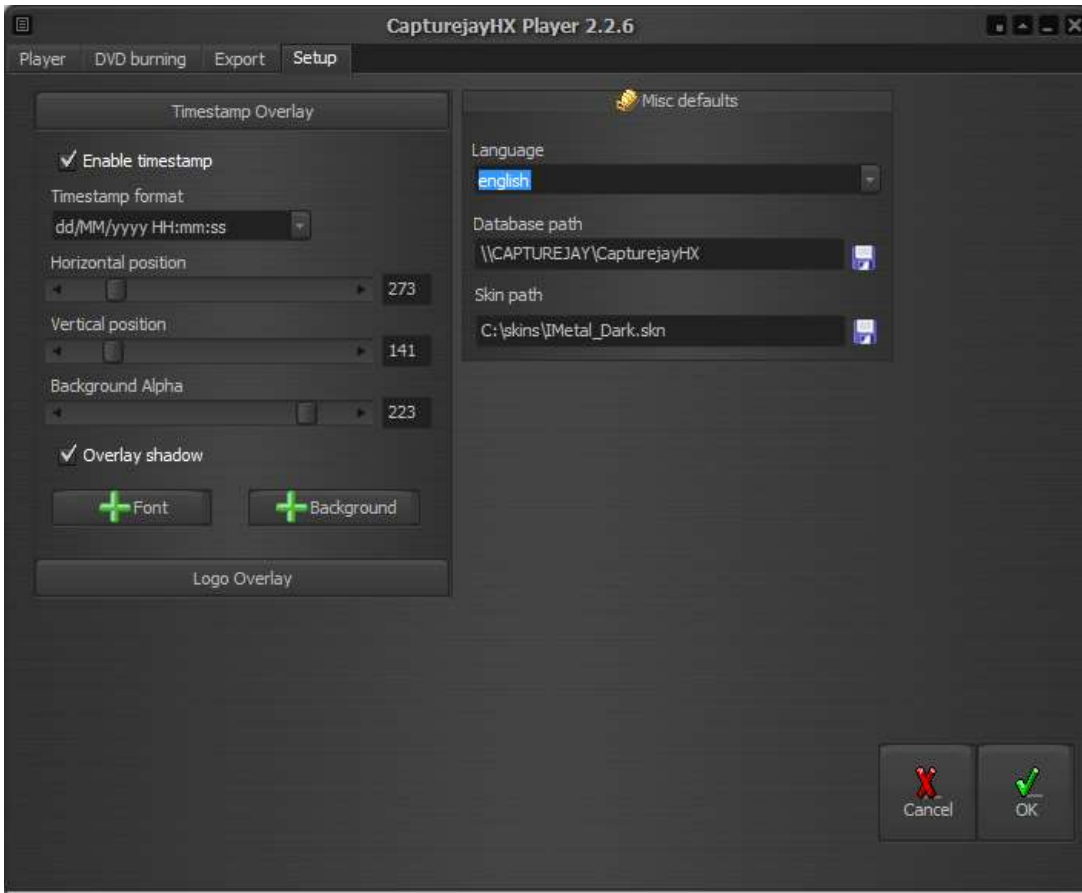 CapturejayHX Player 2.2.6
Player DVD burning Export Setup
Timestamp Overlay
Enable timestamp
Timestamp format
dd/MM/yyyy HH:mm:ss
Horizontal position
273
Vertical position
141
Background Alpha
223
Overlay shadow
Font Background
Logo Overlay
Misc defaults
Language
english
Database path
\\CAPTUREJAY\CapturejayHX
Skin path
C:\skins\IMetal_Dark.skn
Cancel OK